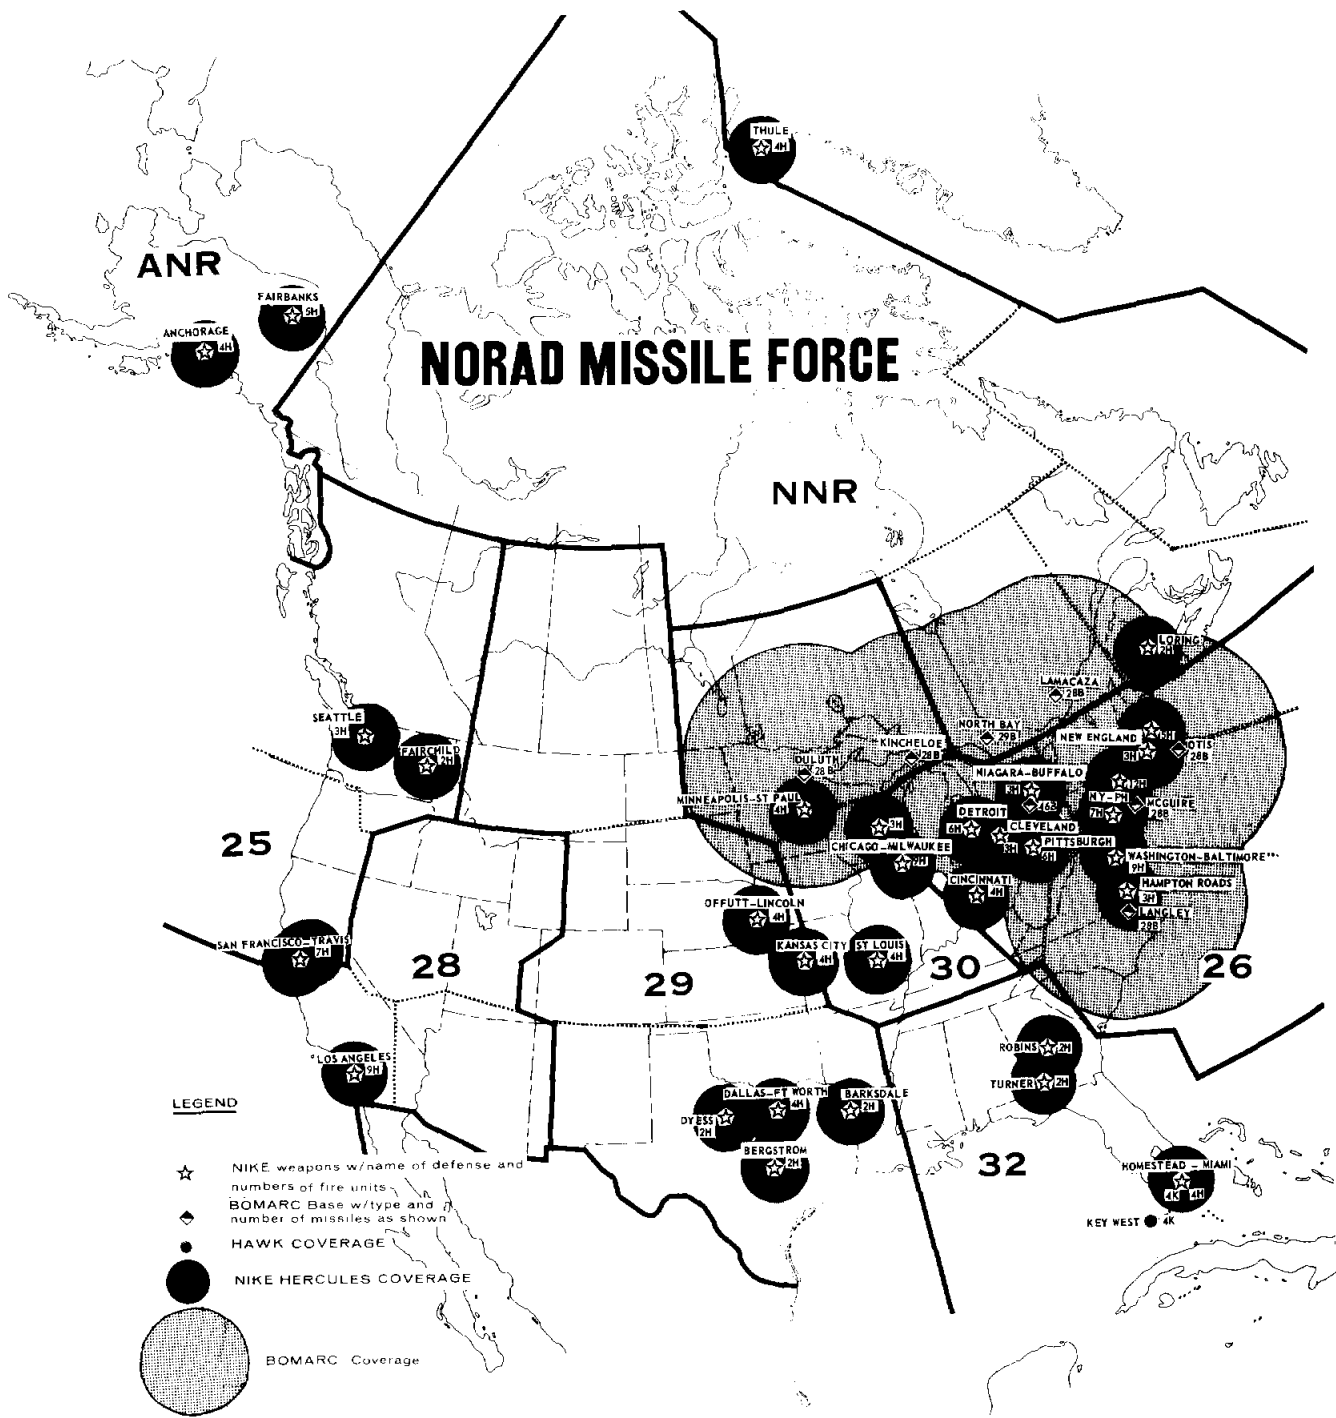 THULE
4H
ANR
FAIRBANKS
5H
ANCHORAGE
4H
NORAD MISSILE FORCE
NNR
LORING
2H
LAMACAZA
28B
SEATTLE
3H
FAIRCHILD
2H
NORTH BAY
29B
KINCHELOE
28B
DULUTH
28B
NEW ENGLAND
3H
OTIS
28B
NIAGARA-BUFFALO
3H
46B
MINNEAPOLIS-ST PAUL
4H
NY-PH
7H
12H
MCGUIRE
28B
DETROIT
6H
CLEVELAND
3H
PITTSBURGH
6H
CHICAGO-MILWAUKEE
3H
9H
WASHINGTON-BALTIMORE
9H
CINCINNATI
4H
HAMPTON ROADS
3H
LANGLEY
28B
25
OFFUTT-LINCOLN
4H
SAN FRANCISCO-TRAVIS
7H
KANSAS CITY
4H
ST LOUIS
4H
28
29
30
26
LOS ANGELES
9H
ROBINS
2H
TURNER
2H
DALLAS-FT WORTH
4H
BARKSDALE
2H
DYESS
2H
BERGSTROM
2H
32
HOMESTEAD - MIAMI
4K 4H
KEY WEST 4K
LEGEND
NIKE weapons w/name of defense and
numbers of fire units
BOMARC Base w/type and
number of missiles as shown
HAWK COVERAGE
NIKE HERCULES COVERAGE
BOMARC Coverage